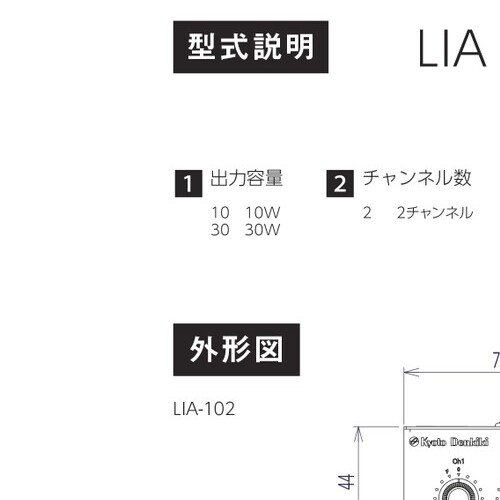 型式説明
LIA
1 出力容量
10 10W
30 30W
2 チャンネル数
2 2チャンネル
外形図
LIA-102
7
44
Kyoto Denkiki
Ch1
F 0